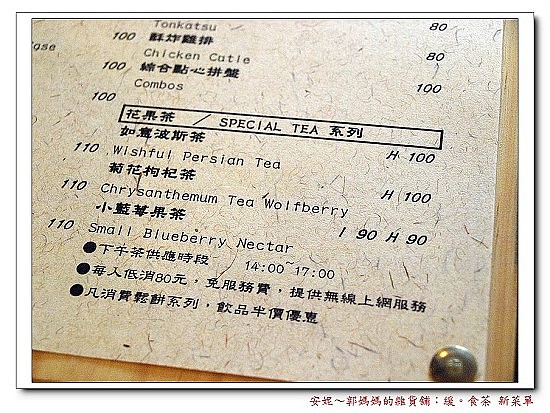 Tonkatsu 80
100 酥炸雞排
Chicken Catle 80
100 綜合點心拼盤
Combos 100
100
花果茶 / SPECIAL TEA 系列
如意波斯茶
Wishful Persian Tea H 100
110 菊花枸杞茶
Chrysanthemum Tea Wolfberry H 100
110 小藍莓果茶
Small Blueberry Nectar I 90 H 90
110
●下午茶供應時段 14:00~17:00
●每人低消80元，免服務費，提供無線上網服務
●凡消費鬆餅系列，飲品半價優惠
安妮～郭媽媽的雜貨舖：緩。食茶 新菜單